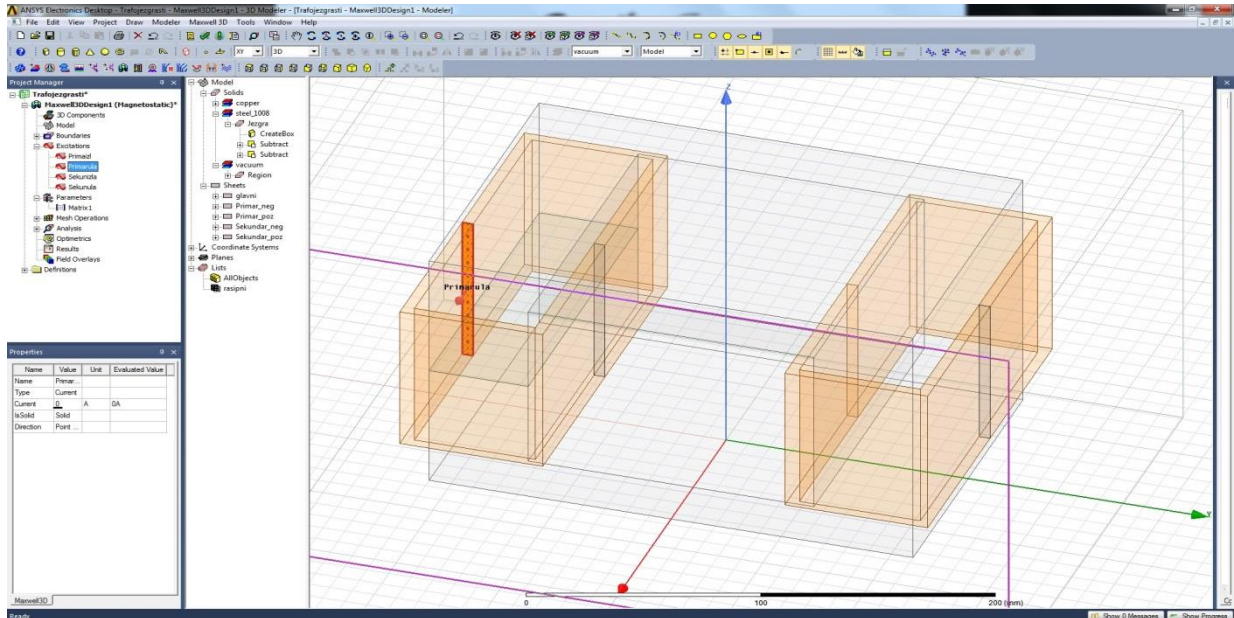 ANSYS Electronics Desktop - Trafojezgrasti - Maxwell3DDesign1 - 3D Modeler - [Trafojezgrasti - Maxwell3DDesign1 - Modeler]
File Edit View Project Draw Modeler Maxwell 3D Tools Window Help
XY 3D vacuum Model
Project Manager
Trafojezgrasti*
Maxwell3DDesign1 (Magnetostatic)*
3D Components
Model
Boundaries
Excitations
Primaizl
Primarula
Sekunizla
Sekunula
Parameters
Matrix1
Mesh Operations
Analysis
Optimetrics
Results
Field Overlays
Definitions
Model
Solids
copper
steel_1008
Jezgra
CreateBox
Subtract
Subtract
vacuum
Region
Sheets
glavni
Primar_neg
Primar_poz
Sekundar_neg
Sekundar_poz
Coordinate Systems
Planes
Lists
AllObjects
rasipni
Properties
Name Value Unit Evaluated Value
Name Primar...
Type Current
Current 0 A 0A
IsSolid Solid
Direction Point ...
Maxwell3D
Z
Primarula
Y
0 100 200 (mm)
Ready
Show 0 Messages Show Progress